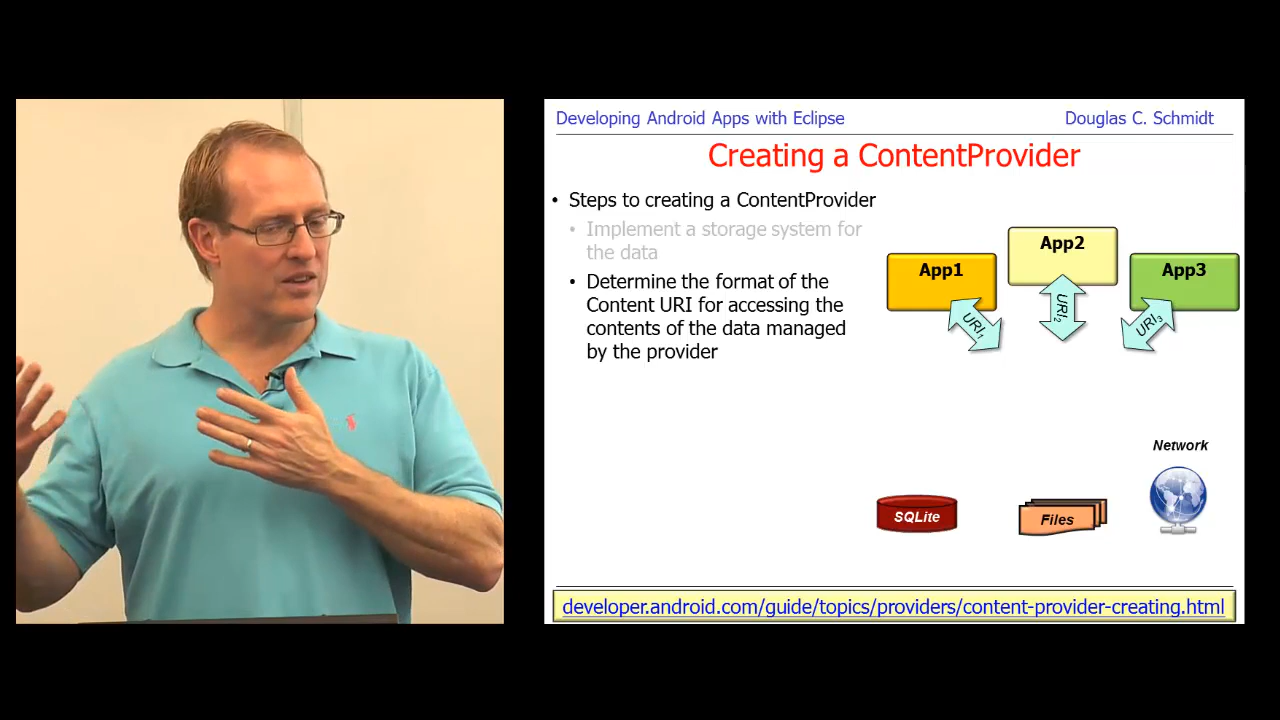 Developing Android Apps with Eclipse
Douglas C. Schmidt
Creating a ContentProvider
• Steps to creating a ContentProvider
• Implement a storage system for
the data
• Determine the format of the
Content URI for accessing the
contents of the data managed
by the provider
App1
App2
App3
URI1
URI2
URI3
Network
SQLite
Files
developer.android.com/guide/topics/providers/content-provider-creating.html